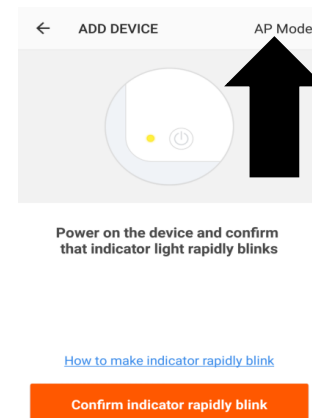 ADD DEVICE AP Mode
Power on the device and confirm
that indicator light rapidly blinks
How to make indicator rapidly blink
Confirm indicator rapidly blink